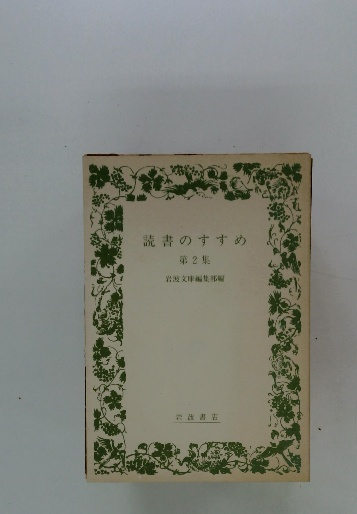 読書のすすめ
第2集
岩波文庫編集部編
岩波書店